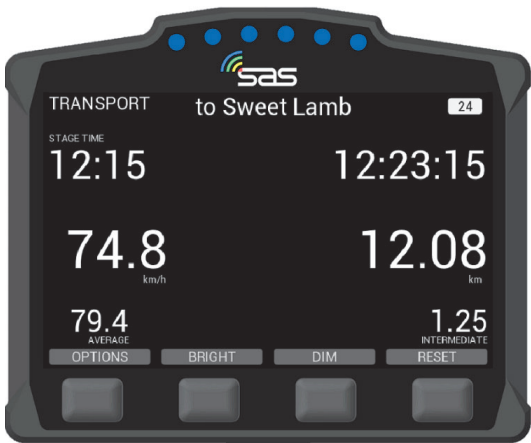 sas
TRANSPORT to Sweet Lamb 24
STAGE TIME
12:15 12:23:15
74.8 12.08
km/h km
79.4 1.25
AVERAGE INTERMEDIATE
OPTIONS BRIGHT DIM RESET